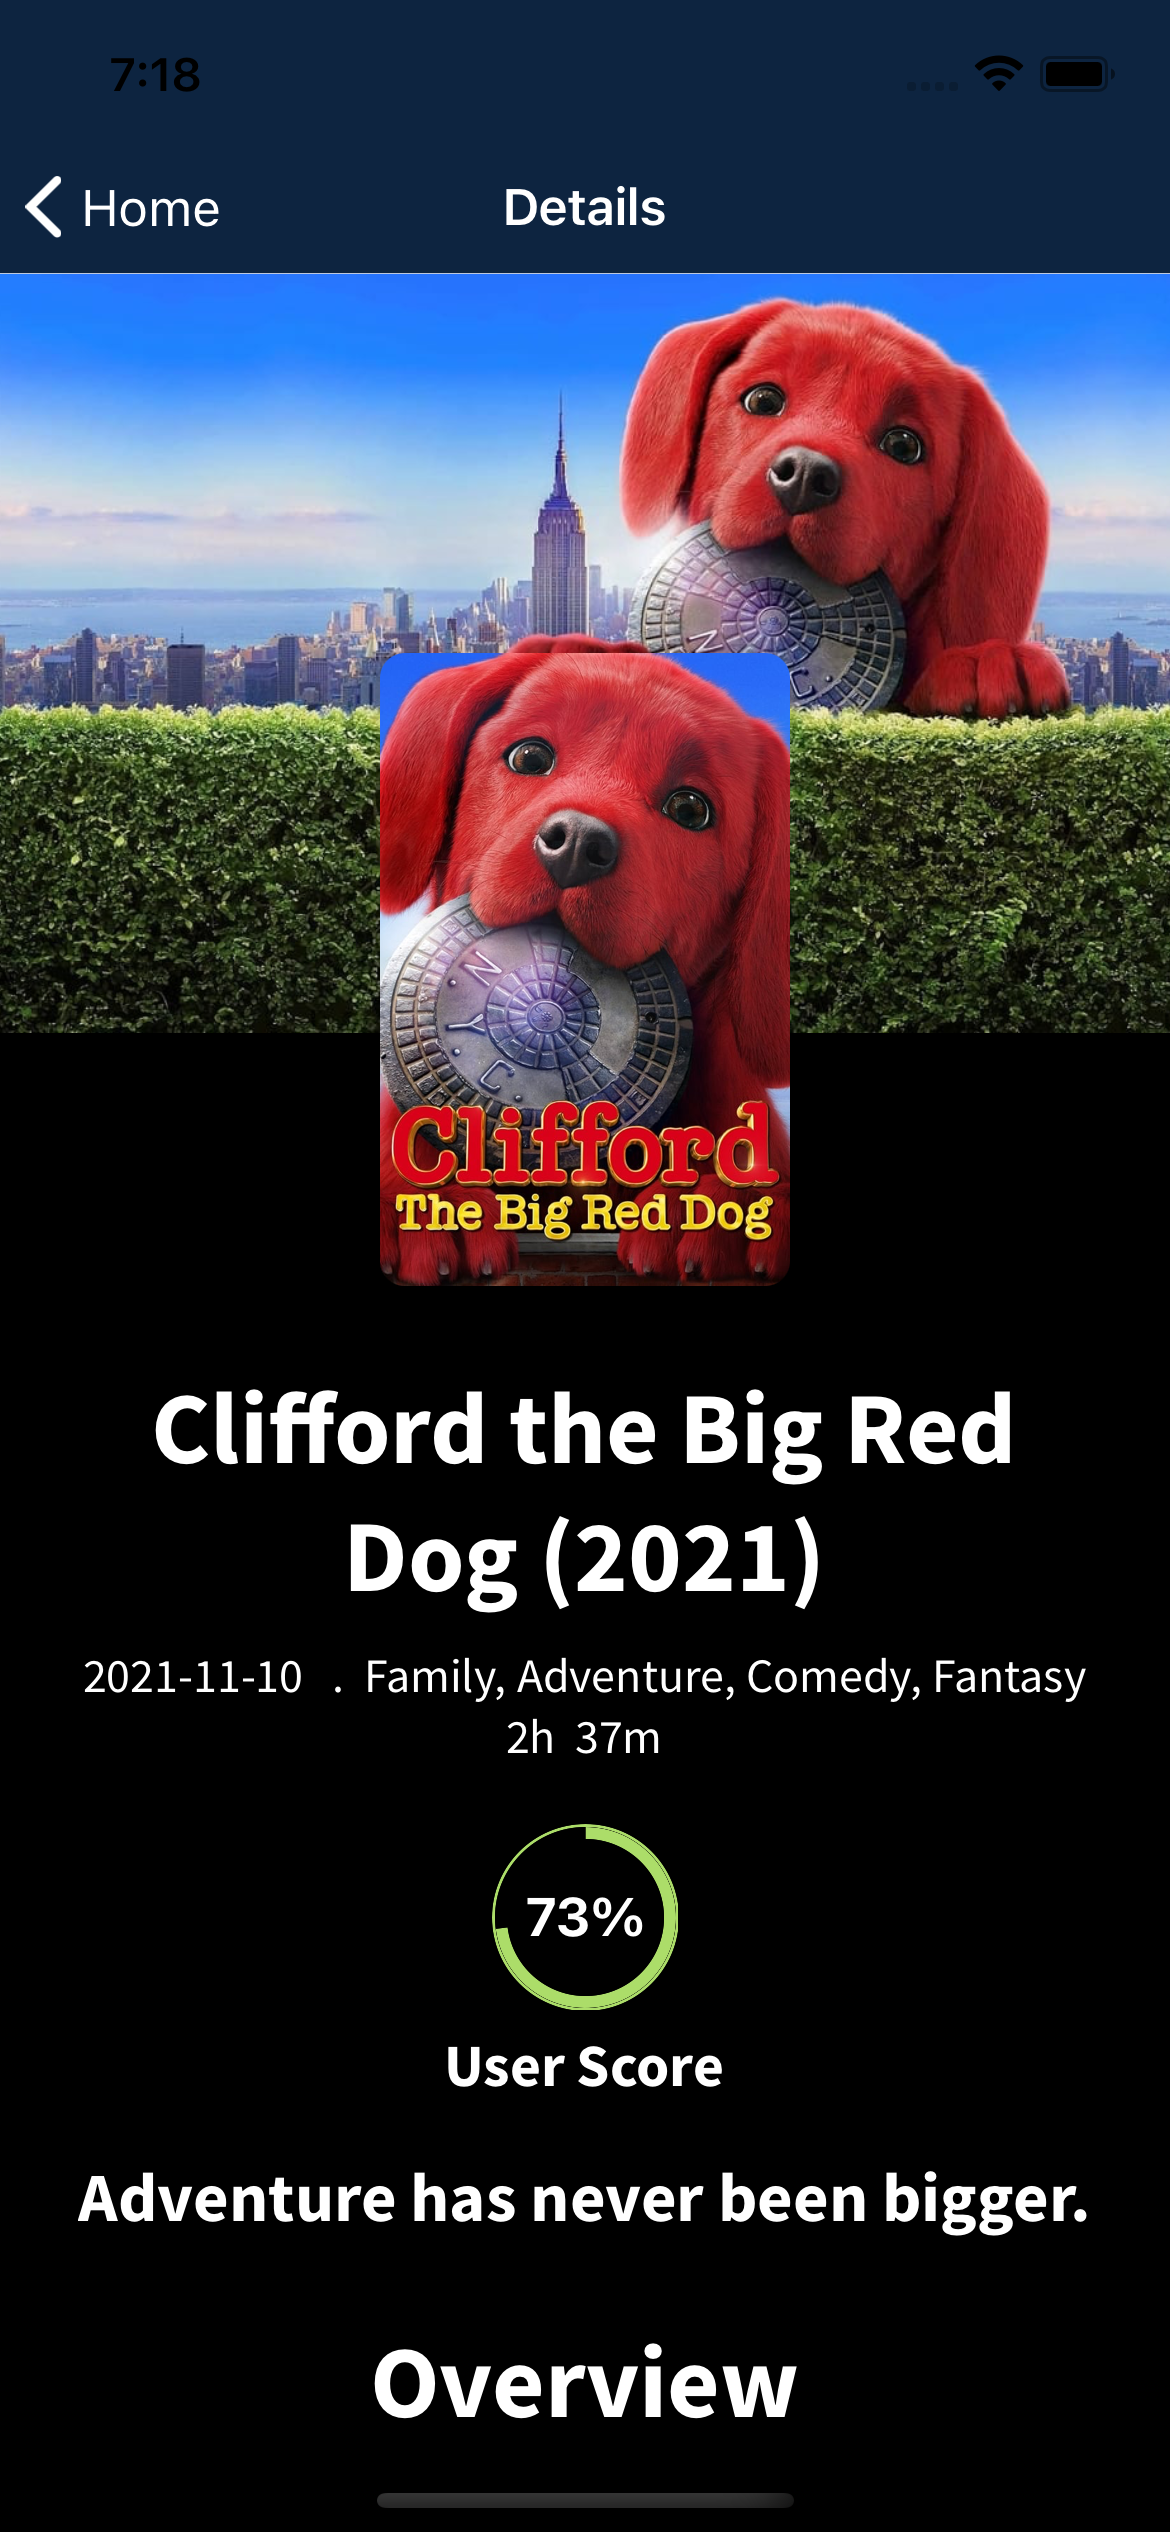 7:18
Home
Details
N.Y.C.
N.Y.C.
Clifford
The Big Red Dog
Clifford the Big Red
Dog (2021)
2021-11-10 . Family, Adventure, Comedy, Fantasy
2h 37m
73%
User Score
Adventure has never been bigger.
Overview